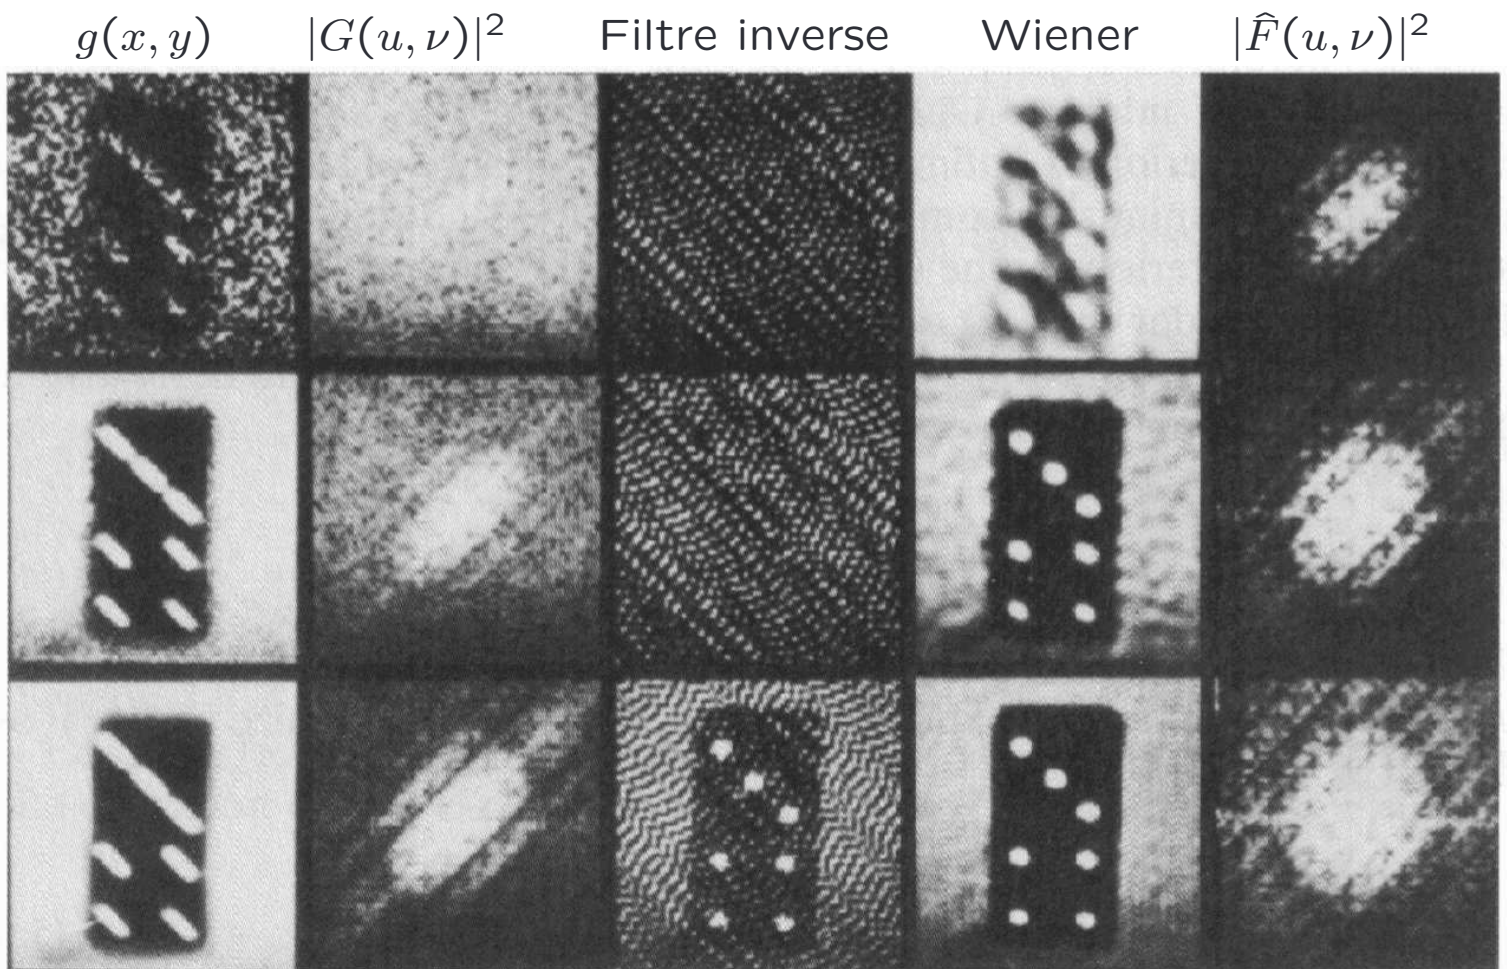 g(x, y) |G(u, ν)|² Filtre inverse Wiener |F̂(u, ν)|²